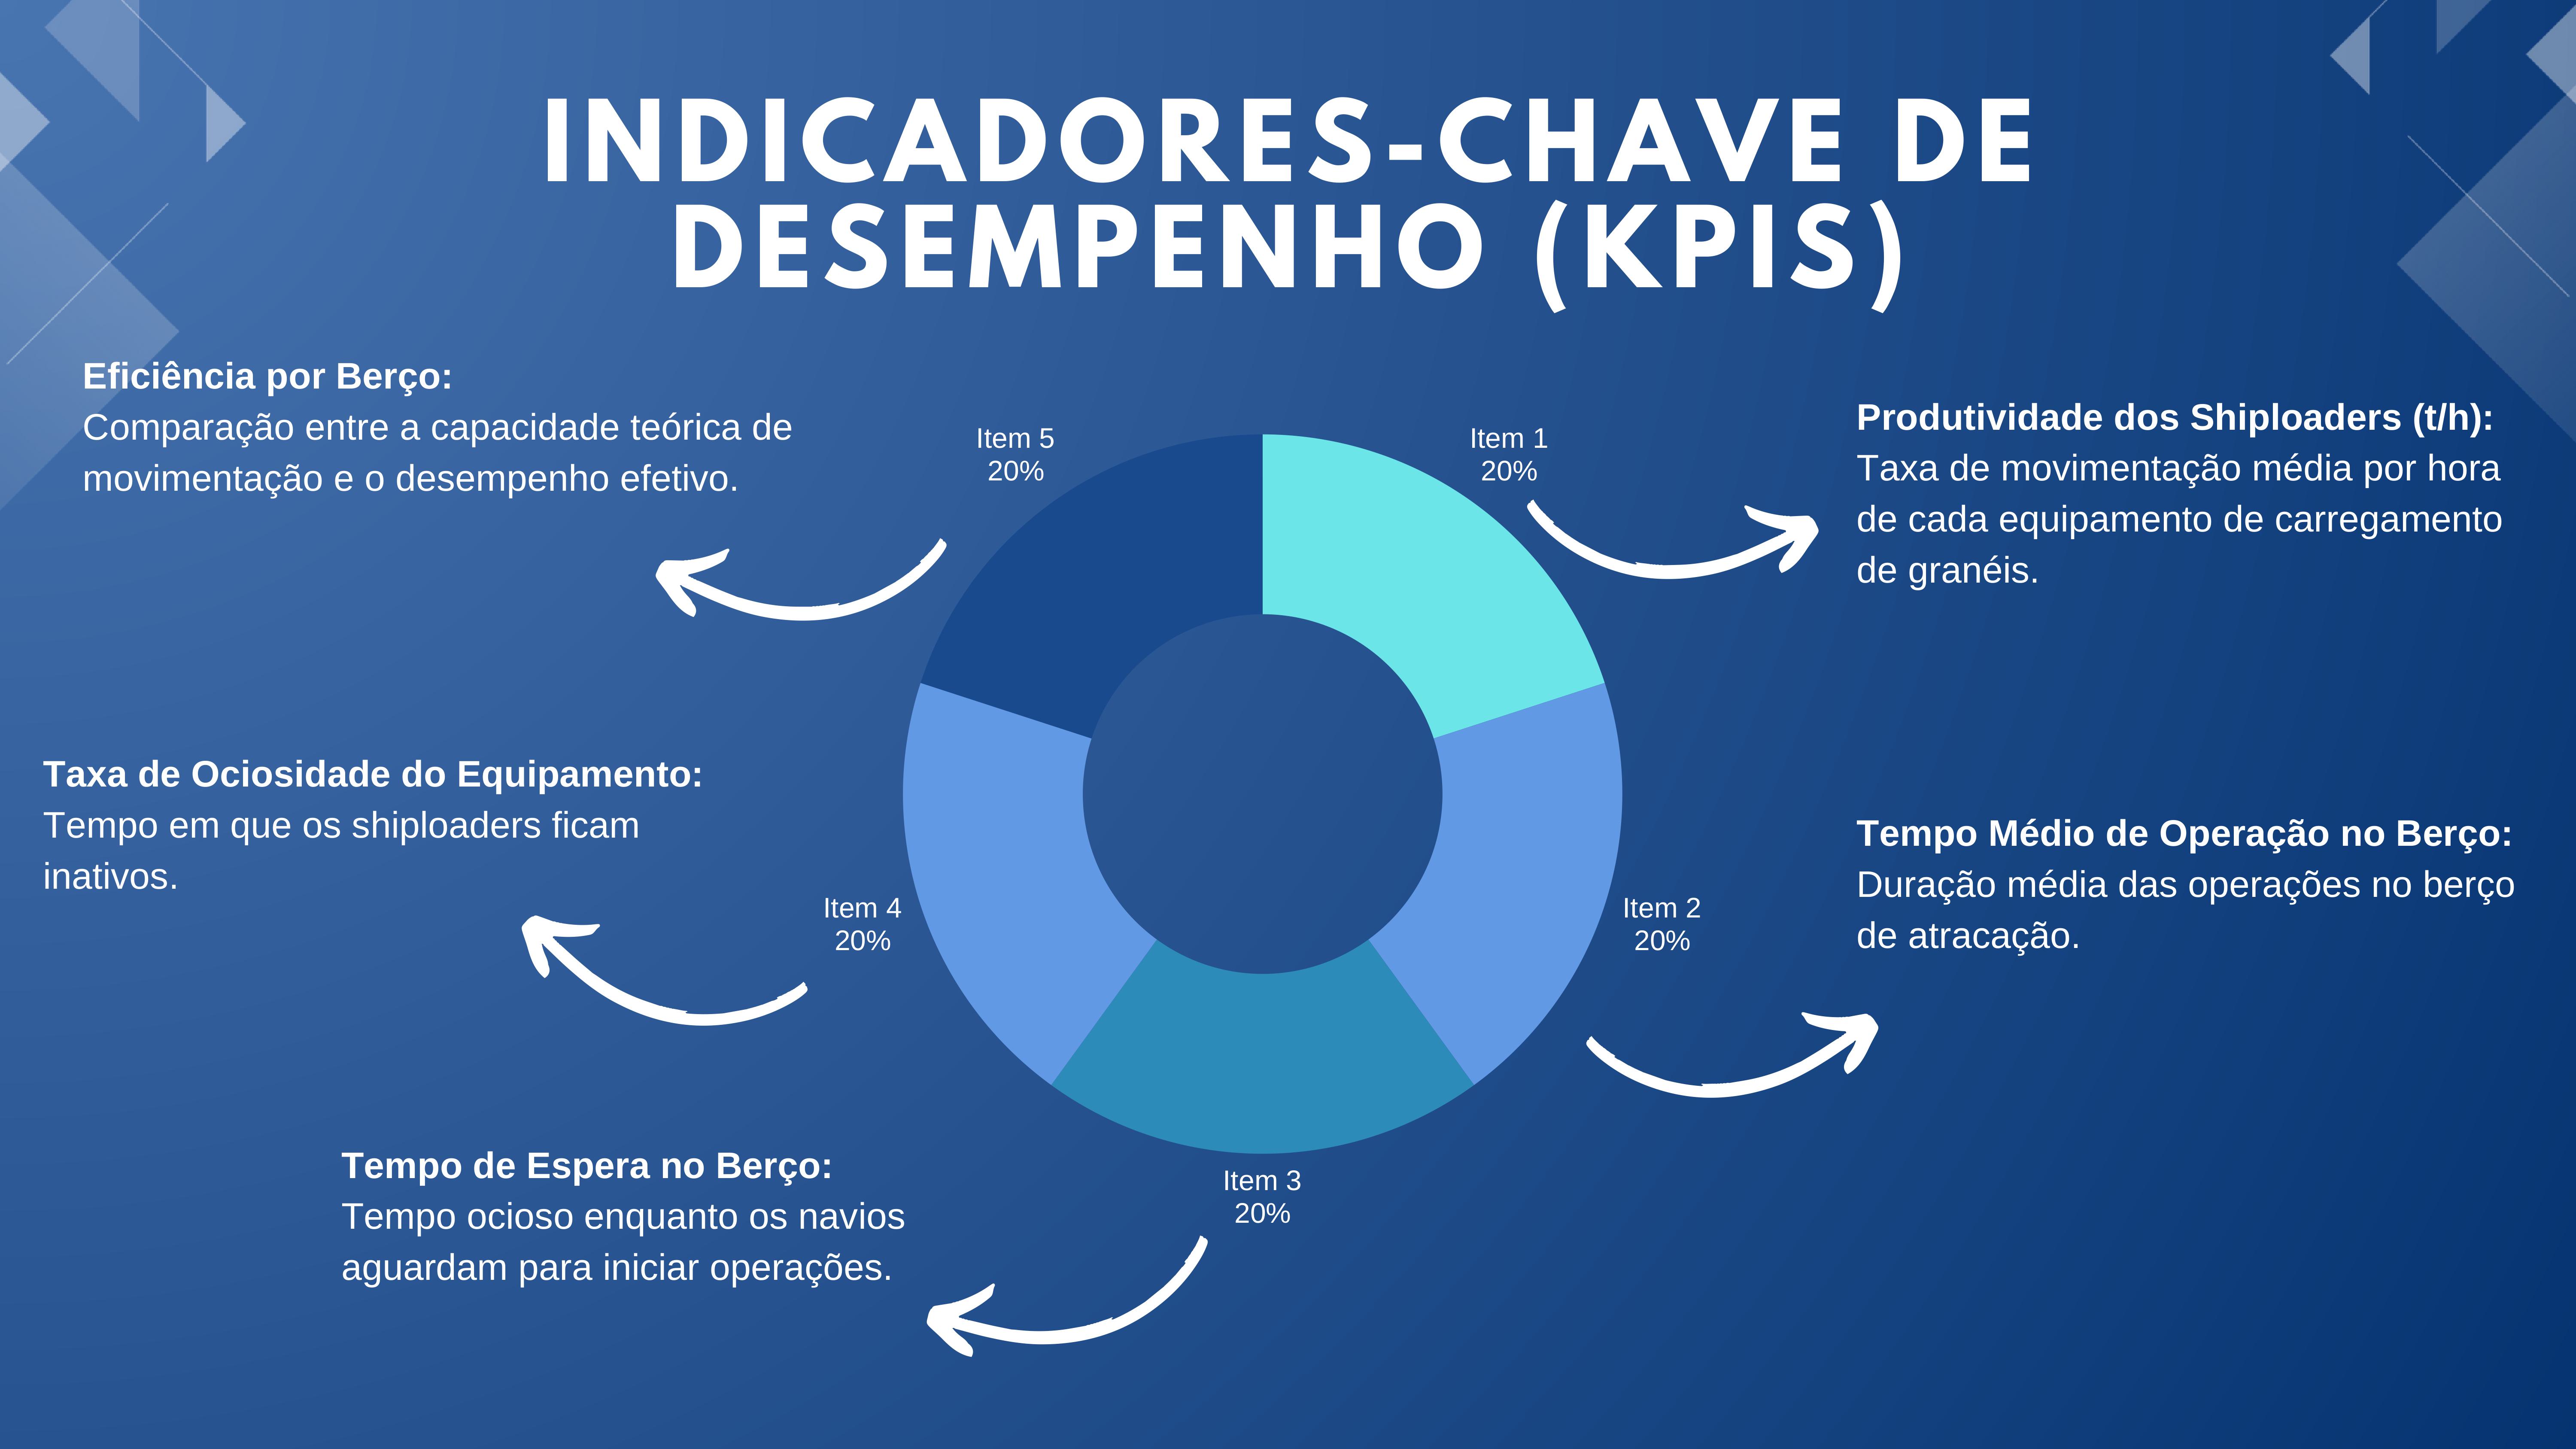 INDICADORES-CHAVE DE
DESEMPENHO (KPIS)
Eficiência por Berço:
Comparação entre a capacidade teórica de
movimentação e o desempenho efetivo.
Item 5
20%
Item 1
20%
Produtividade dos Shiploaders (t/h):
Taxa de movimentação média por hora
de cada equipamento de carregamento
de granéis.
Taxa de Ociosidade do Equipamento:
Tempo em que os shiploaders ficam
inativos.
Item 4
20%
Item 2
20%
Tempo Médio de Operação no Berço:
Duração média das operações no berço
de atracação.
Tempo de Espera no Berço:
Tempo ocioso enquanto os navios
aguardam para iniciar operações.
Item 3
20%